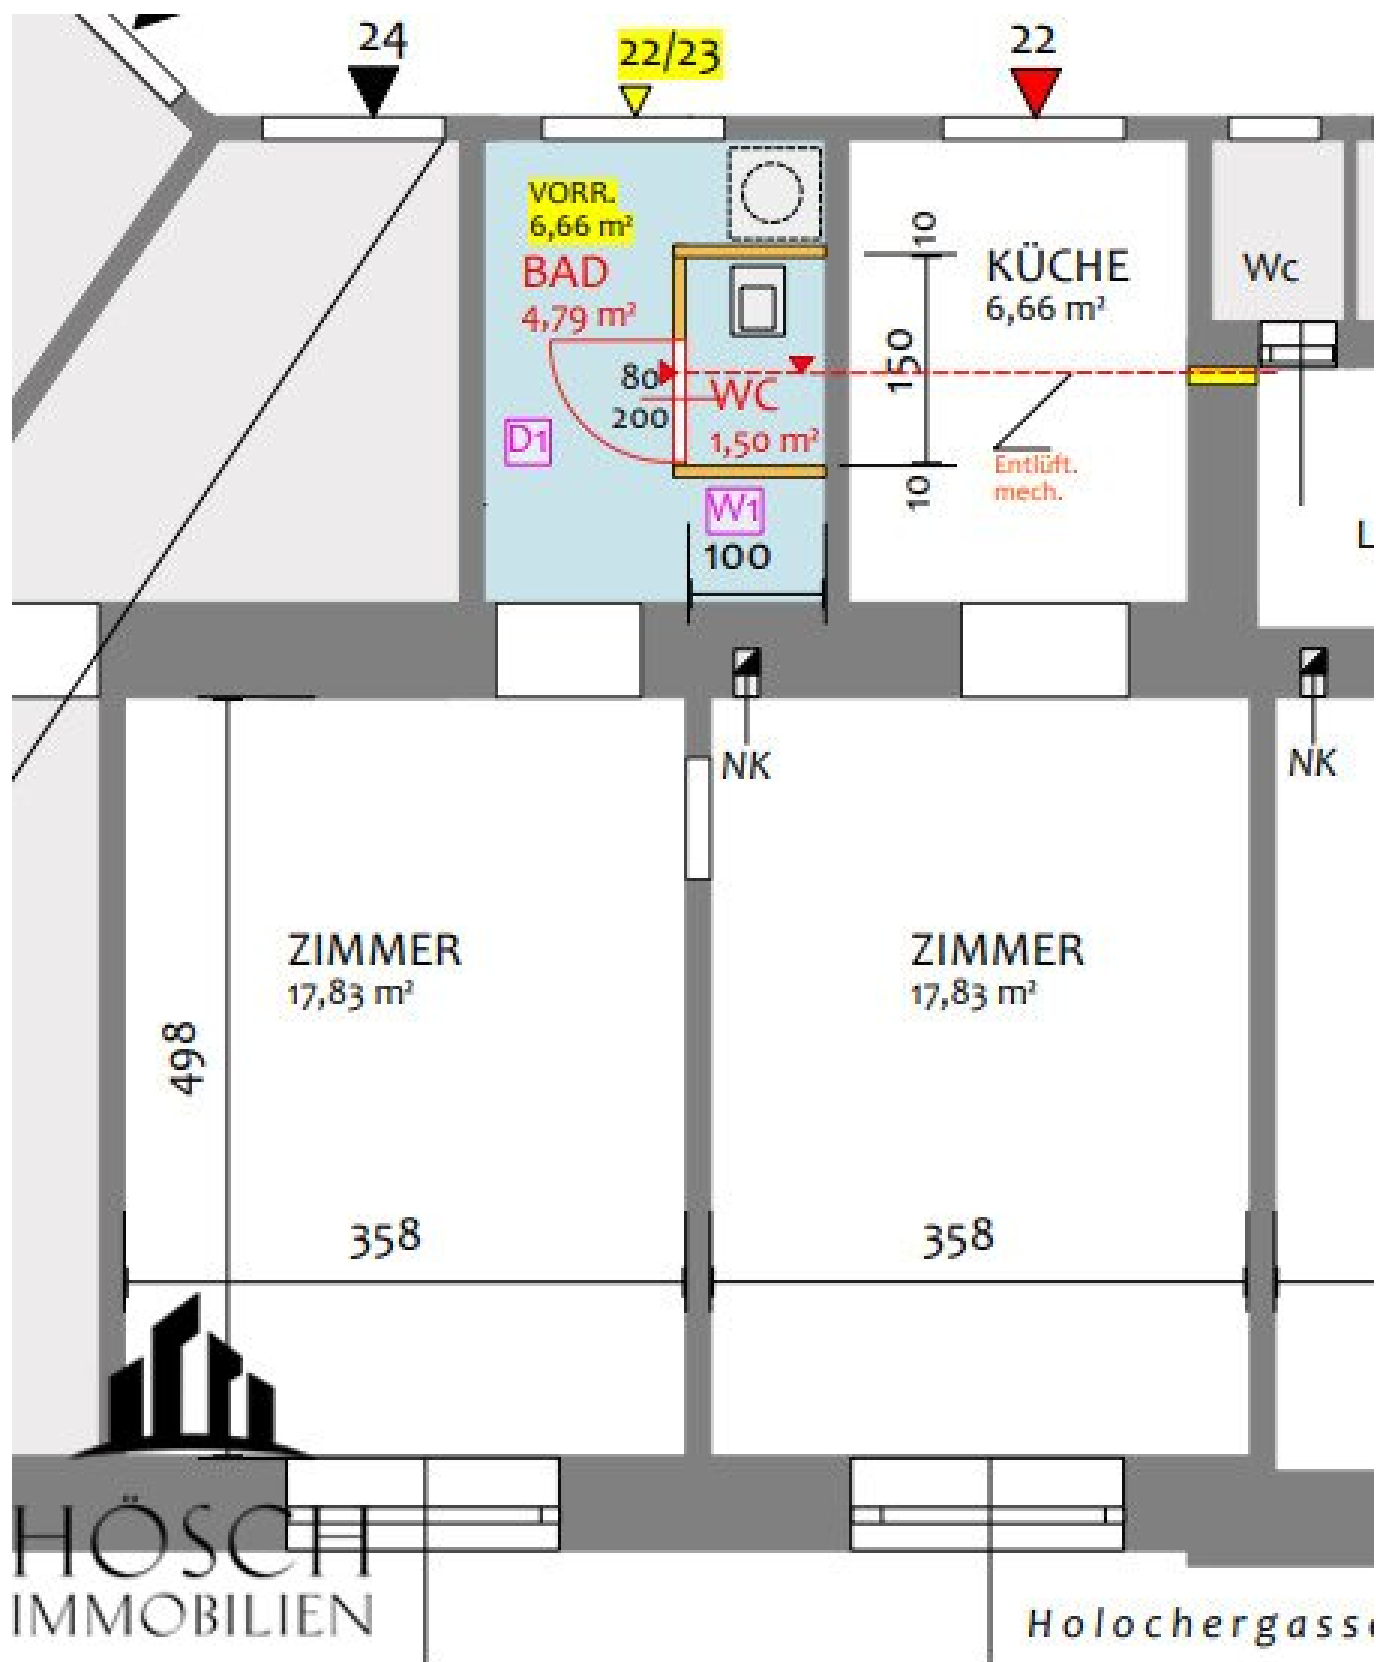 24
22/23
22
VORR.
6,66 m²
BAD
4,79 m²
10
150
10
KÜCHE
6,66 m²
Wc
80
200
WC
1,50 m²
D1
W1
100
Entlüft.
mech.
L
NK
NK
ZIMMER
17,83 m²
ZIMMER
17,83 m²
498
358
358
HÖSCH
IMMOBILIEN
Holochergasse